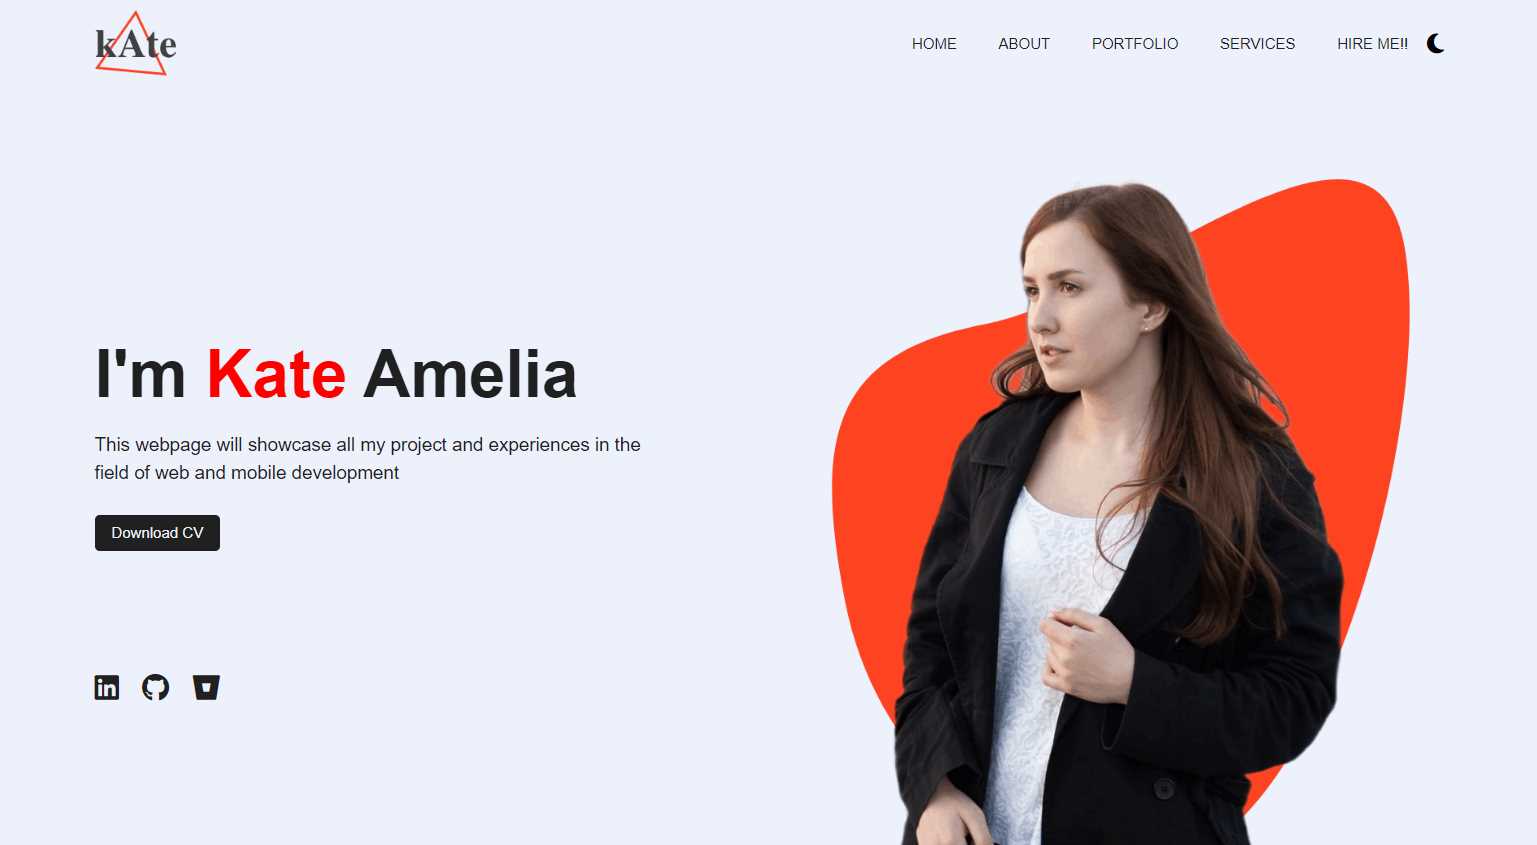 kAte
HOME ABOUT PORTFOLIO SERVICES HIRE ME!!
I'm Kate Amelia
This webpage will showcase all my project and experiences in the
field of web and mobile development
Download CV
in